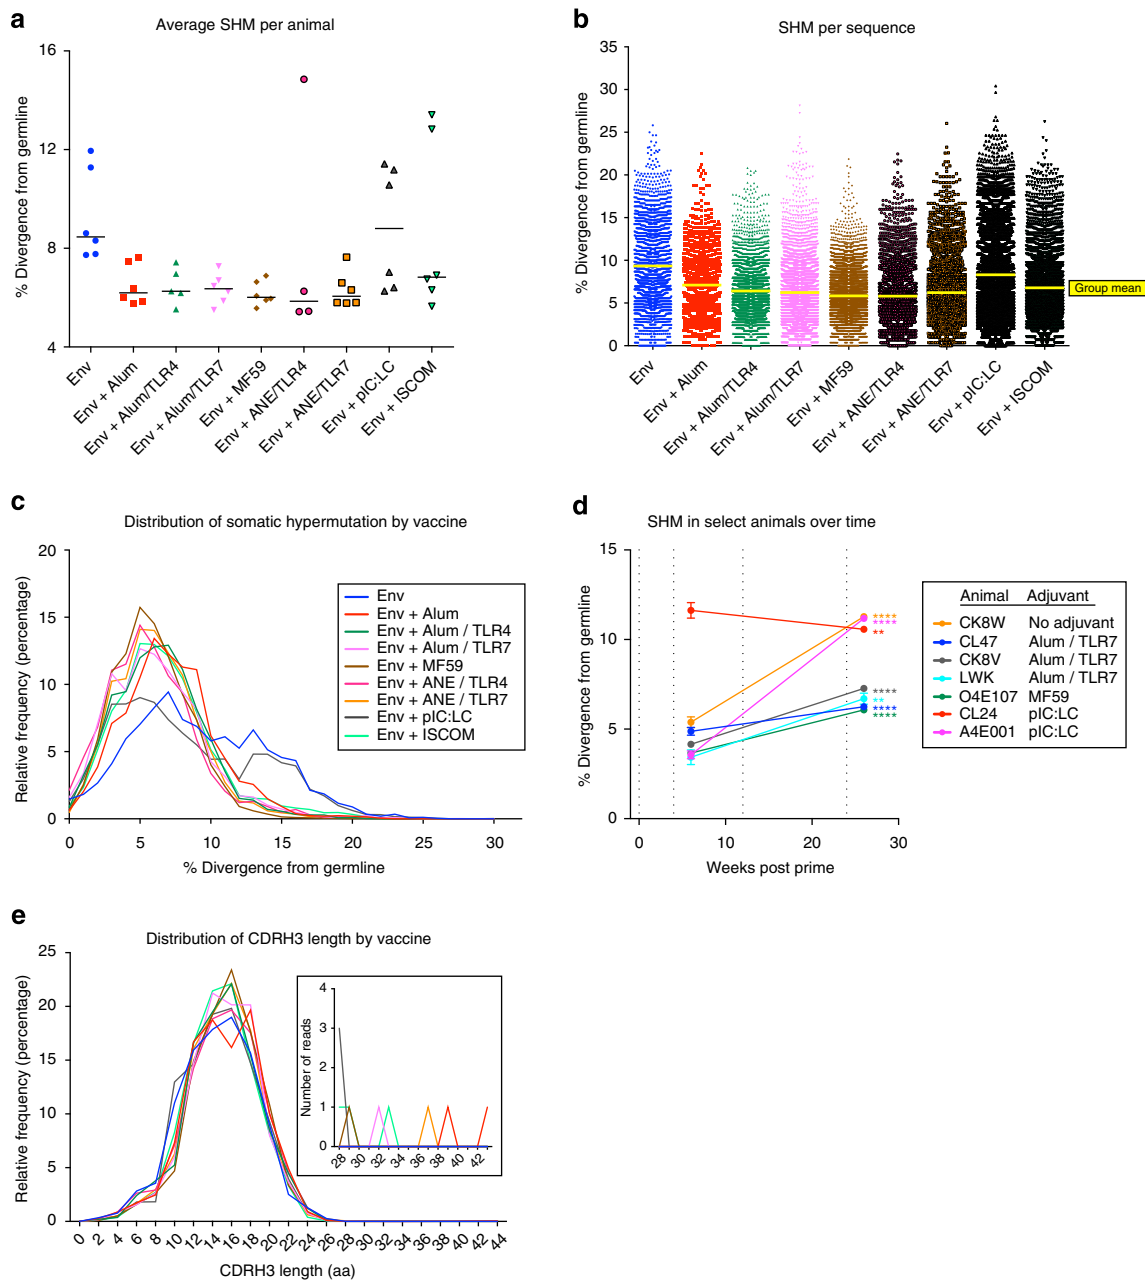 a
Average SHM per animal
% Divergence from germline
16
12
8
4
Env
Env + Alum
Env + Alum/TLR4
Env + Alum/TLR7
Env + MF59
Env + ANE/TLR4
Env + ANE/TLR7
Env + pIC:LC
Env + ISCOM
b
SHM per sequence
% Divergence from germline
35
30
25
20
15
10
5
0
Group mean
Env
Env + Alum
Env + Alum/TLR4
Env + Alum/TLR7
Env + MF59
Env + ANE/TLR4
Env + ANE/TLR7
Env + pIC:LC
Env + ISCOM
c
Distribution of somatic hypermutation by vaccine
Relative frequency (percentage)
20
15
10
5
0
0 5 10 15 20 25 30
% Divergence from germline
Env
Env + Alum
Env + Alum / TLR4
Env + Alum / TLR7
Env + MF59
Env + ANE / TLR4
Env + ANE / TLR7
Env + pIC:LC
Env + ISCOM
d
SHM in select animals over time
% Divergence from germline
15
10
5
0
0 10 20 30
Weeks post prime
****
****
**
****
**
****
****
Animal Adjuvant
CK8W No adjuvant
CL47 Alum / TLR7
CK8V Alum / TLR7
LWK Alum / TLR7
O4E107 MF59
CL24 pIC:LC
A4E001 pIC:LC
e
Distribution of CDRH3 length by vaccine
Relative frequency (percentage)
25
20
15
10
5
0
0 2 4 6 8 10 12 14 16 18 20 22 24 26 28 30 32 34 36 38 40 42 44
CDRH3 length (aa)
Number of reads
4
3
2
1
0
28 30 32 34 36 38 40 42